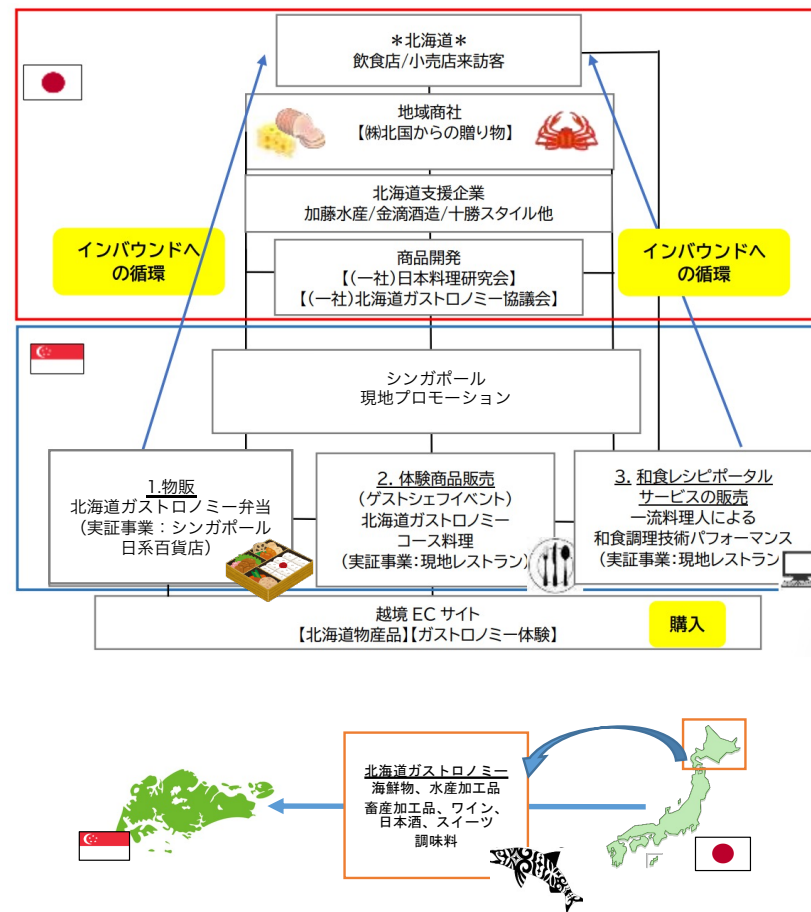 ＊北海道＊
飲食店/小売店来訪客
地域商社
【㈱北国からの贈り物】
北海道支援企業
加藤水産/金滴酒造/十勝スタイル他
インバウンドへ
の循環
商品開発
【(一社)日本料理研究会】
【(一社)北海道ガストロノミー協議会】
インバウンドへ
の循環
シンガポール
現地プロモーション
1.物販
北海道ガストロノミー弁当
（実証事業：シンガポール
日系百貨店）
2. 体験商品販売
（ゲストシェフイベント）
北海道ガストロノミー
コース料理
(実証事業：現地レストラン)
3. 和食レシピポータル
サービスの販売
一流料理人による
和食調理技術パフォーマンス
(実証事業：現地レストラン
越境 EC サイト
【北海道物産品】【ガストロノミー体験】
購入
北海道ガストロノミー
海鮮物、水産加工品
畜産加工品、ワイン、
日本酒、スイーツ
調味料